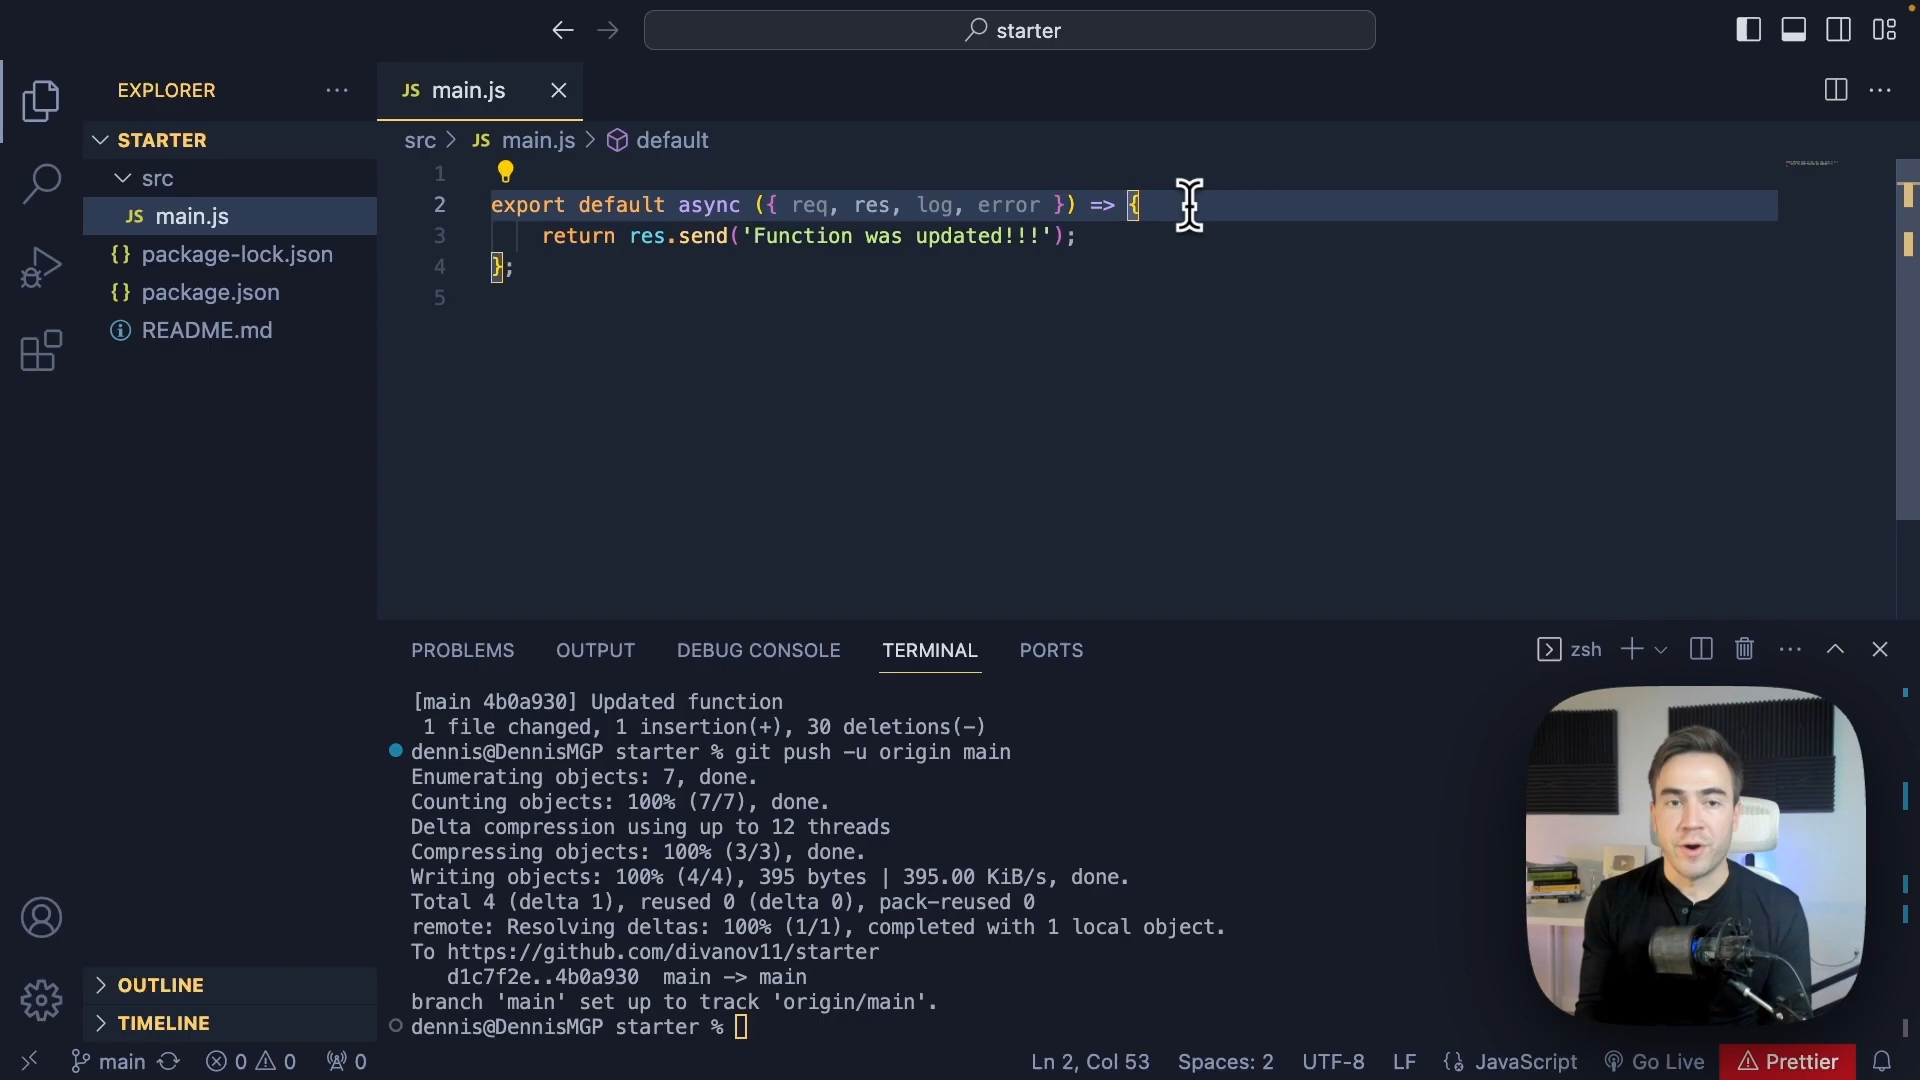 starter
EXPLORER
STARTER
src
JS main.js
{} package-lock.json
{} package.json
README.md
OUTLINE
TIMELINE
JS main.js
src > JS main.js > default
1
2 export default async ({ req, res, log, error }) => {
3 return res.send('Function was updated!!!');
4 };
5
PROBLEMS OUTPUT DEBUG CONSOLE TERMINAL PORTS
zsh
[main 4b0a930] Updated function
1 file changed, 1 insertion(+), 30 deletions(-)
dennis@DennisMGP starter % git push -u origin main
Enumerating objects: 7, done.
Counting objects: 100% (7/7), done.
Delta compression using up to 12 threads
Compressing objects: 100% (3/3), done.
Writing objects: 100% (4/4), 395 bytes | 395.00 KiB/s, done.
Total 4 (delta 1), reused 0 (delta 0), pack-reused 0
remote: Resolving deltas: 100% (1/1), completed with 1 local object.
To https://github.com/divanov11/starter
d1c7f2e..4b0a930 main -> main
branch 'main' set up to track 'origin/main'.
dennis@DennisMGP starter %
main 0 0 0 Ln 2, Col 53 Spaces: 2 UTF-8 LF JavaScript Go Live Prettier